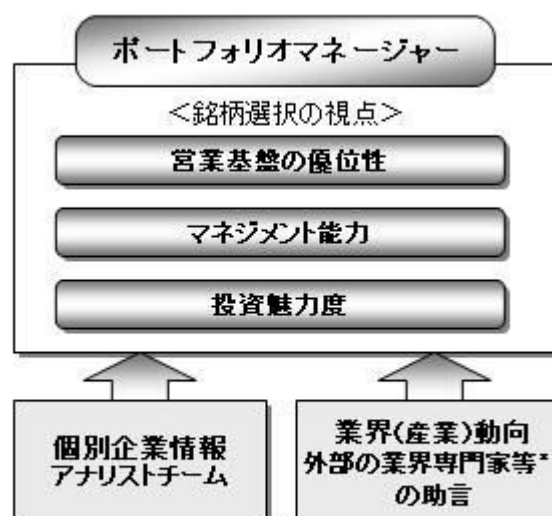 ポートフォリオマネージャー
＜銘柄選択の視点＞
営業基盤の優位性
マネジメント能力
投資魅力度
個別企業情報
アナリストチーム
業界(産業)動向
外部の業界専門家等*
の助言